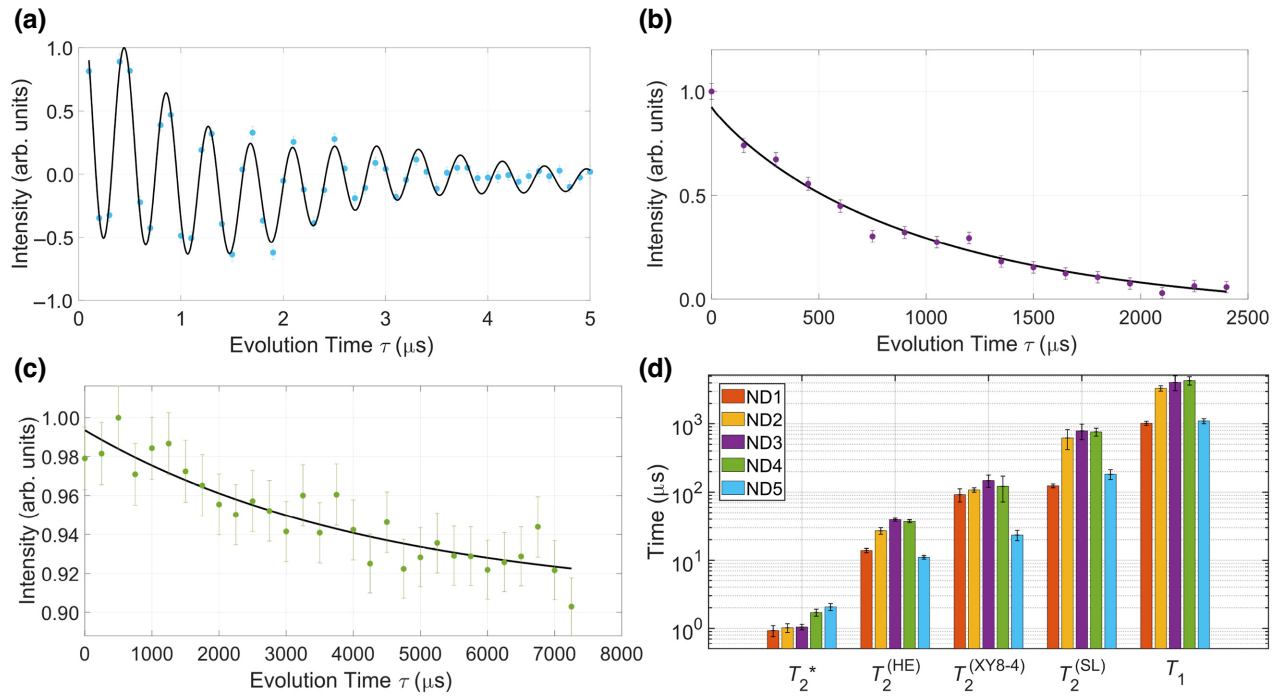 (a)
1.0
0.5
0.0
−0.5
−1.0
Intensity (arb. units)
0 1 2 3 4 5
Evolution Time τ (μs)
(b)
1.0
0.5
0.0
Intensity (arb. units)
0 500 1000 1500 2000 2500
Evolution Time τ (μs)
(c)
1.00
0.98
0.96
0.94
0.92
0.90
Intensity (arb. units)
0 1000 2000 3000 4000 5000 6000 7000 8000
Evolution Time τ (μs)
(d)
ND1
ND2
ND3
ND4
ND5
10³
10²
10¹
10⁰
Time (μs)
T₂* T₂⁽ᴴᴱ⁾ T₂⁽ˣʸ⁸⁻⁴⁾ T₂⁽ˢᴸ⁾ T₁